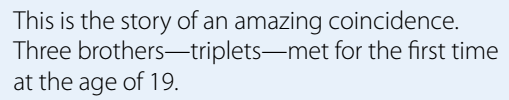 This is the story of an amazing coincidence.
Three brothers—triplets—met for the first time
at the age of 19.